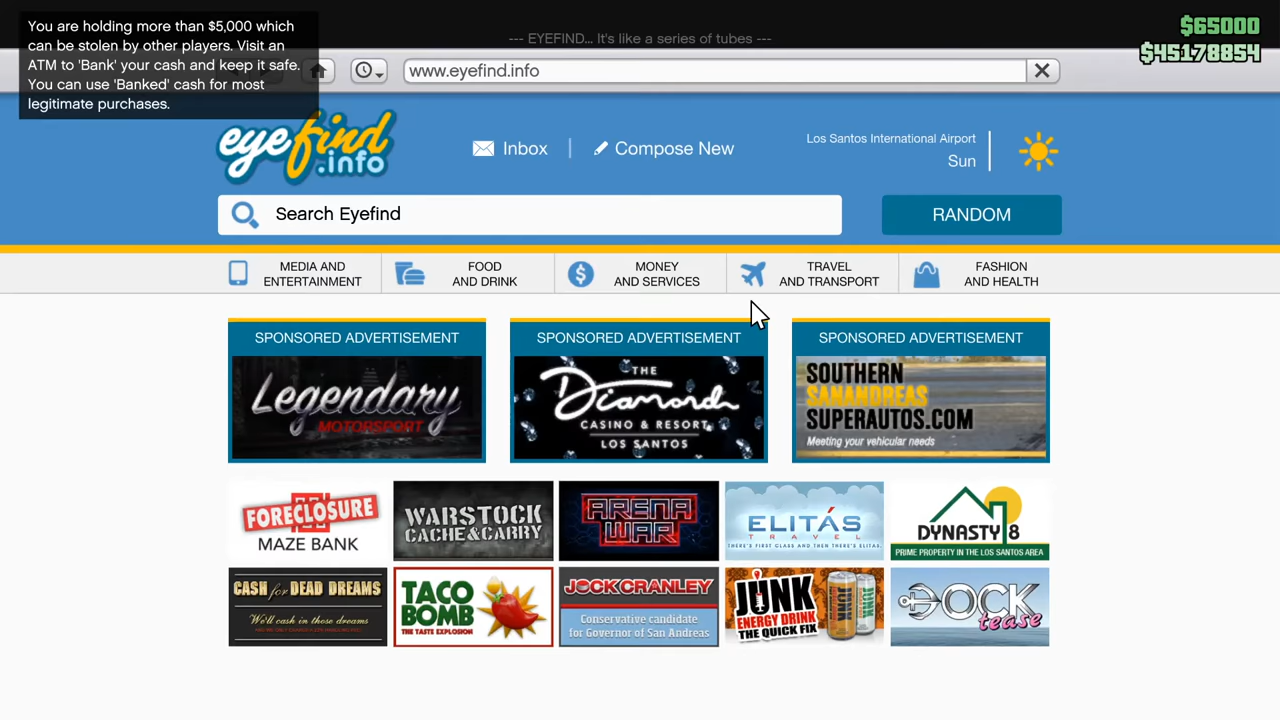 You are holding more than $5,000 which
can be stolen by other players. Visit an
ATM to 'Bank' your cash and keep it safe.
You can use 'Banked' cash for most
legitimate purchases.
--- EYEFIND... It's like a series of tubes ---
$65000
$45178854
www.eyefind.info
eyefind
.info
Inbox
Compose New
Los Santos International Airport
Sun
Search Eyefind
RANDOM
MEDIA AND
ENTERTAINMENT
FOOD
AND DRINK
MONEY
AND SERVICES
TRAVEL
AND TRANSPORT
FASHION
AND HEALTH
SPONSORED ADVERTISEMENT
Legendary
MOTORSPORT
SPONSORED ADVERTISEMENT
THE
Diamond
CASINO & RESORT
LOS SANTOS
SPONSORED ADVERTISEMENT
SOUTHERN
SANANDREAS
SUPERAUTOS.COM
Meeting your vehicular needs
FORECLOSURE
MAZE BANK
WARSTOCK
CACHE & CARRY
ARENA
WAR
ELITÁS
TRAVEL
THERE'S FIRST CLASS AND THEN THERE'S ELITAS.
DYNASTY 8
PRIME PROPERTY IN THE LOS SANTOS AREA
CASH for DEAD DREAMS
We'll cash in those dreams
TACO
BOMB
THE TASTE EXPLOSION
JOCK CRANLEY
Conservative candidate
for Governor of San Andreas
JUNK
ENERGY DRINK
THE QUICK FIX
DOCK
tease